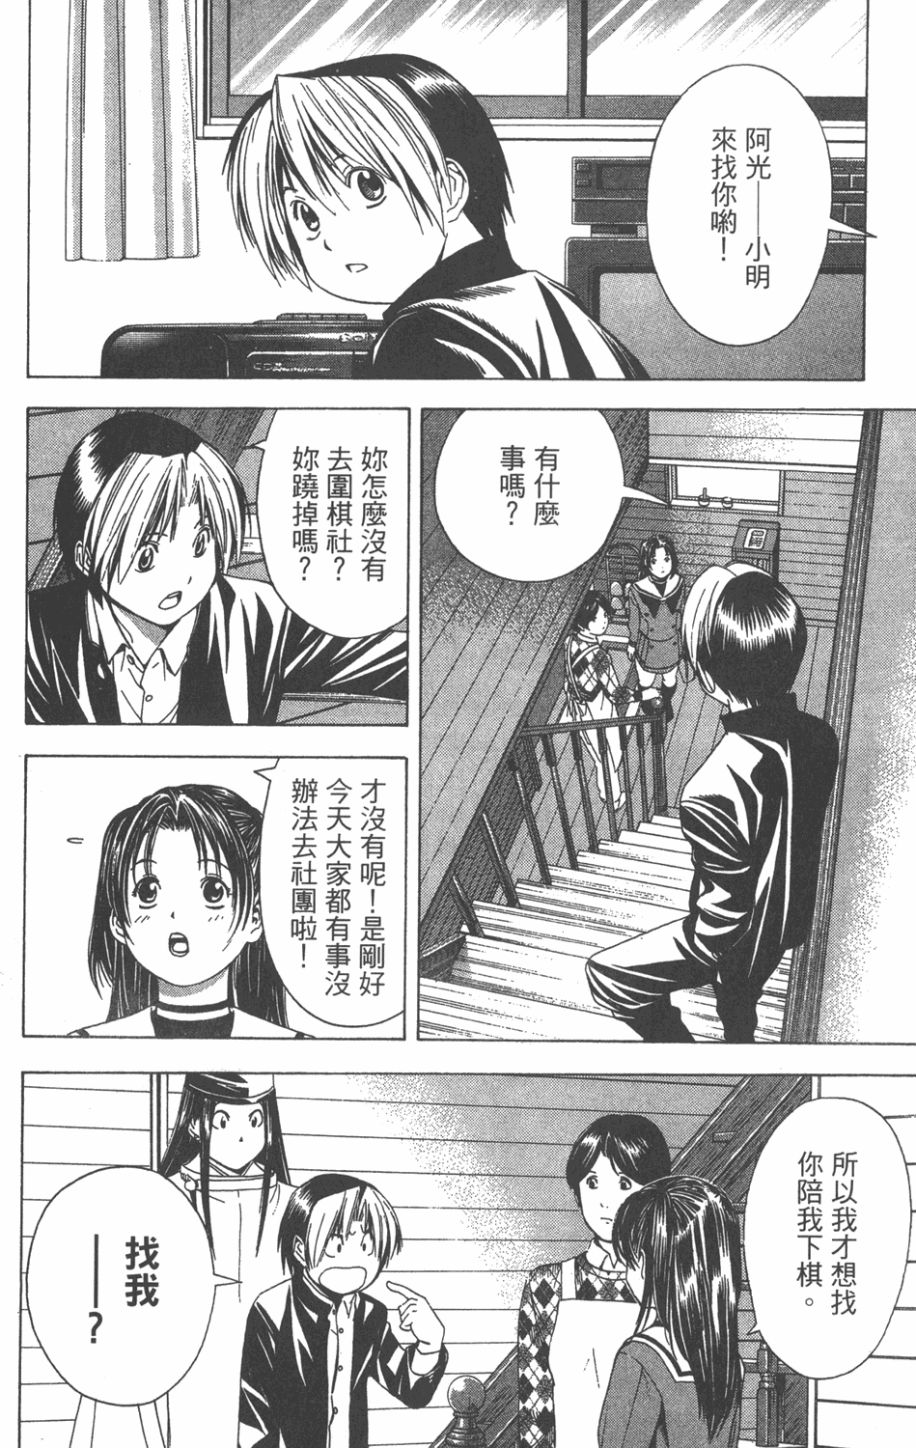 阿光——小明
來找你喲！
有什麼
事嗎？
妳怎麼沒有
去圍棋社？
妳蹺掉嗎？
才沒有呢！是剛好
今天大家都有事沒
辦法去社團啦！
所以我才想找
你陪我下棋。
找我
——？